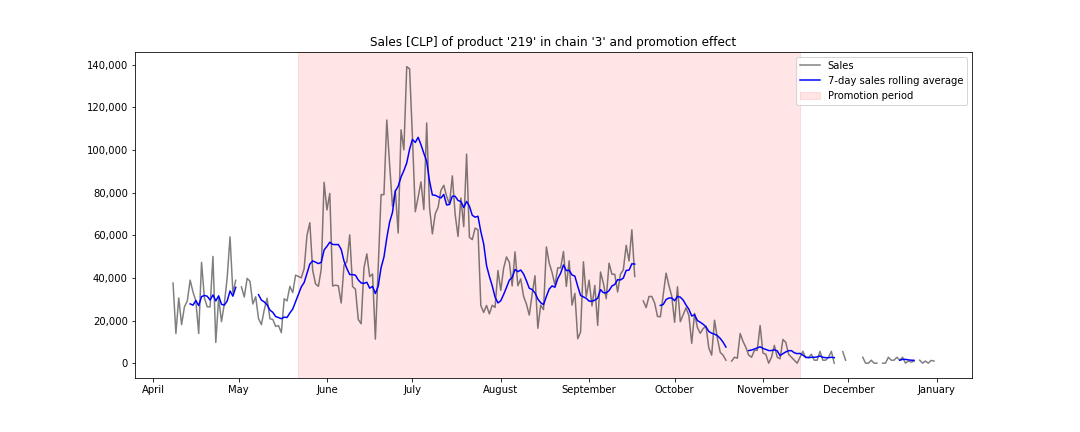 Sales [CLP] of product '219' in chain '3' and promotion effect
140,000
120,000
100,000
80,000
60,000
40,000
20,000
0
Sales
7-day sales rolling average
Promotion period
April May June July August September October November December January